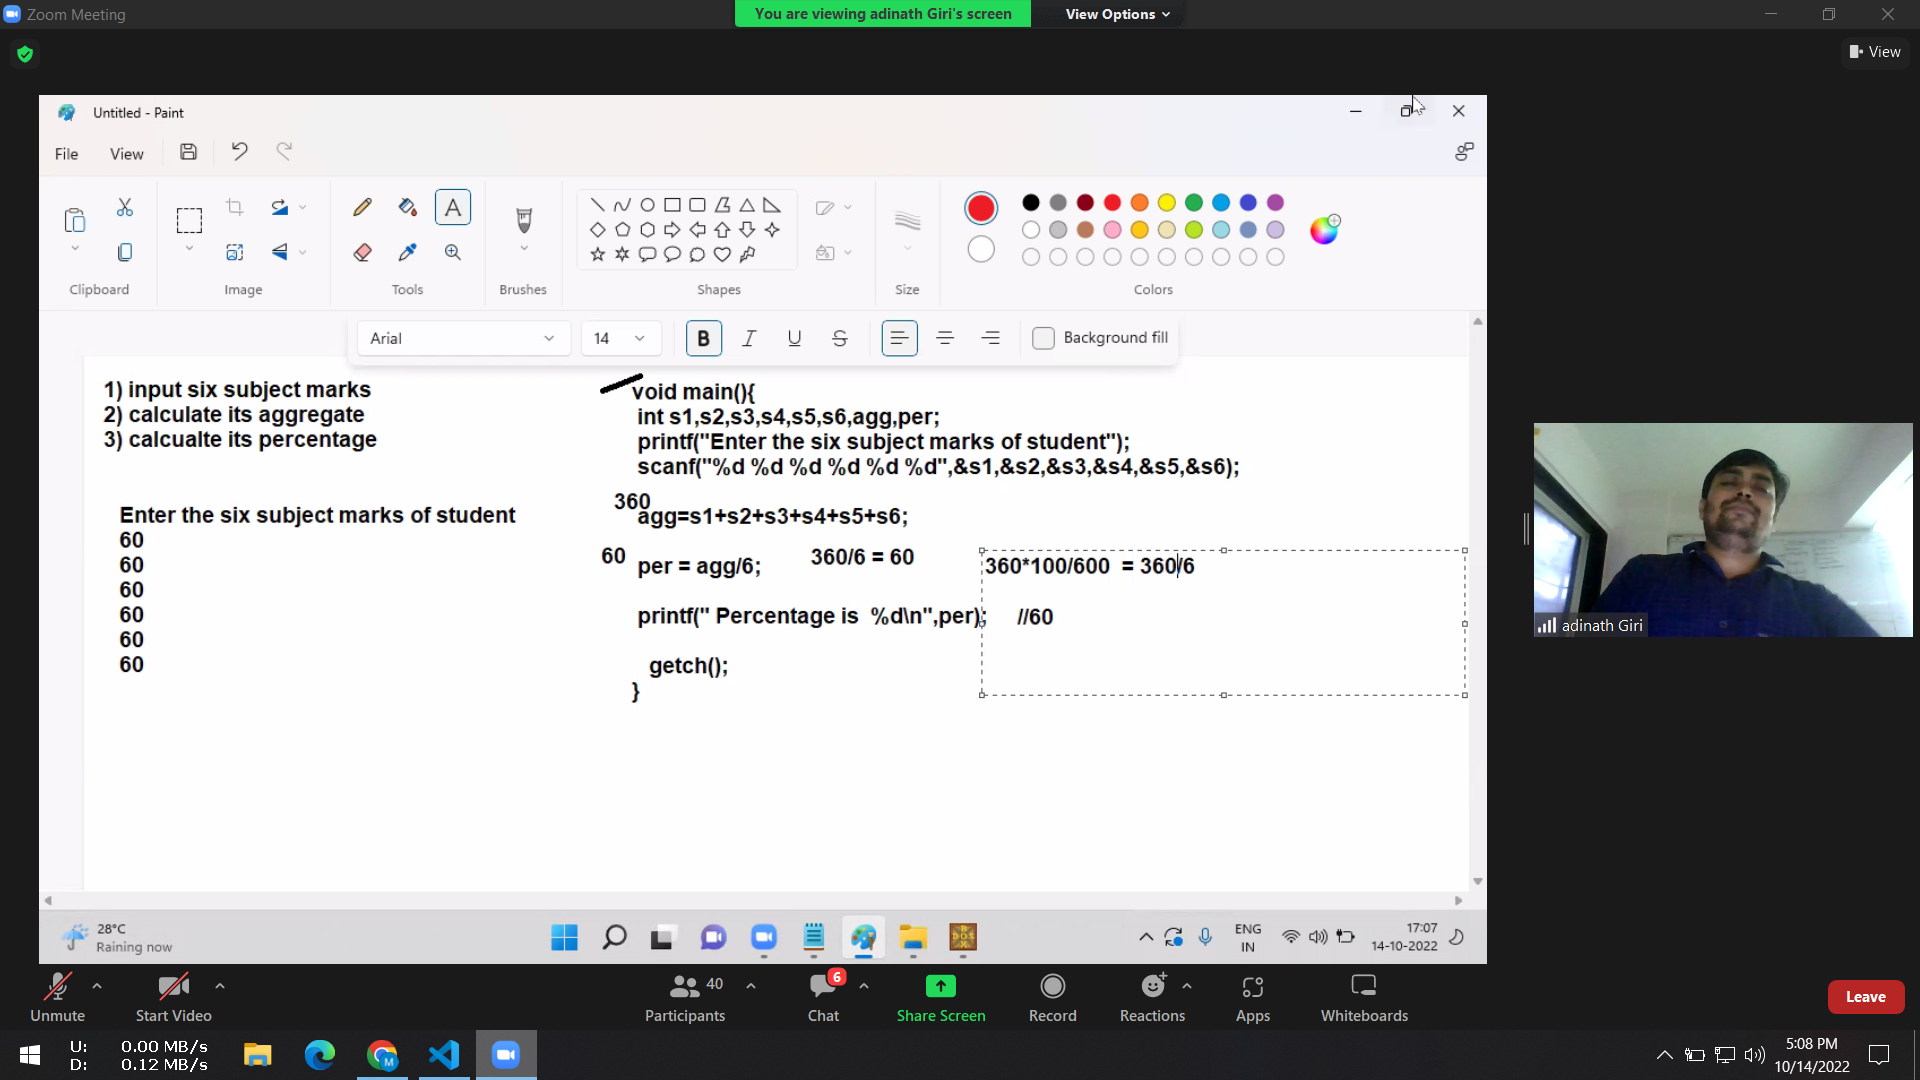 Zoom Meeting
You are viewing adinath Giri's screen
View Options
View
Untitled - Paint
File
View
Clipboard
Image
Tools
Brushes
Shapes
Size
Colors
Arial
14
B
I
U
S
Background fill
1) input six subject marks
2) calculate its aggregate
3) calcualte its percentage
Enter the six subject marks of student
60
60
60
60
60
60
void main(){
int s1,s2,s3,s4,s5,s6,agg,per;
printf("Enter the six subject marks of student");
scanf("%d %d %d %d %d %d",&s1,&s2,&s3,&s4,&s5,&s6);
360
agg=s1+s2+s3+s4+s5+s6;
60
per = agg/6;
360/6 = 60
360*100/600 = 360/6
printf(" Percentage is %d\n",per);
//60
getch();
}
adinath Giri
28°C
Raining now
DOS
ENG
IN
17:07
14-10-2022
Unmute
Start Video
40
Participants
6
Chat
Share Screen
Record
Reactions
Apps
Whiteboards
Leave
U: 0.00 MB/s
D: 0.12 MB/s
M
5:08 PM
10/14/2022